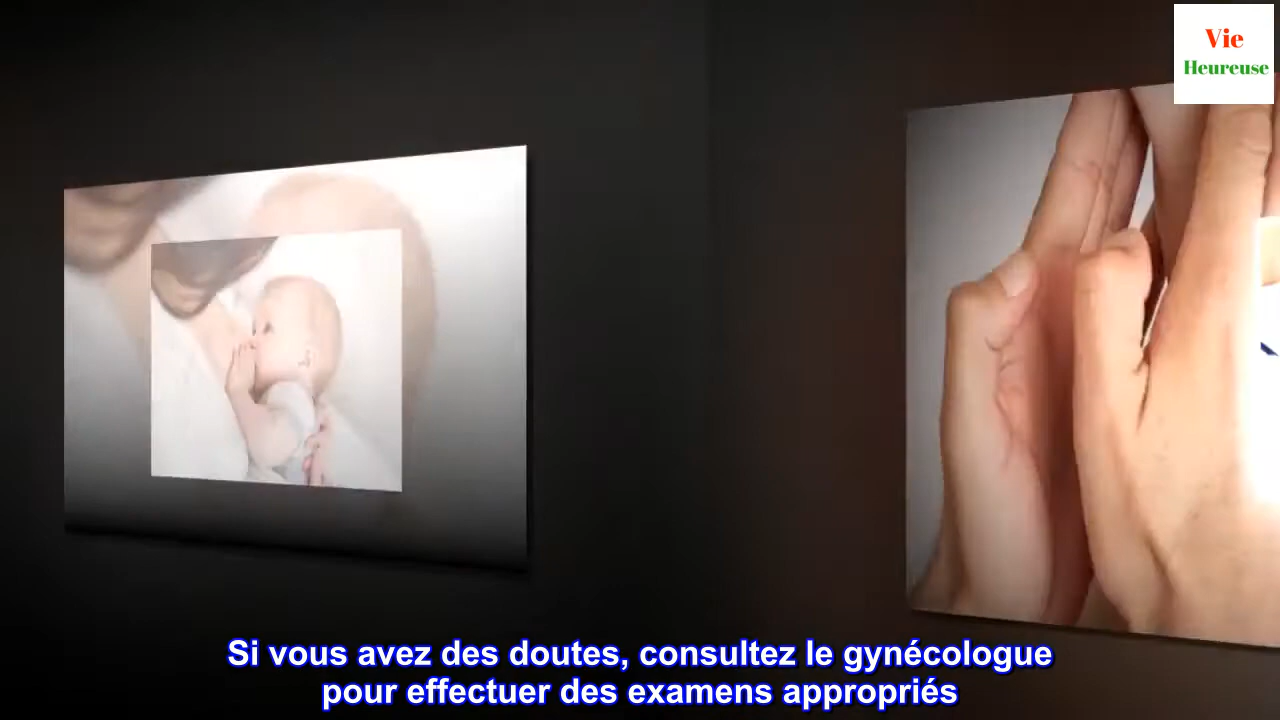 Vie
Heureuse
Si vous avez des doutes, consultez le gynécologue
pour effectuer des examens appropriés